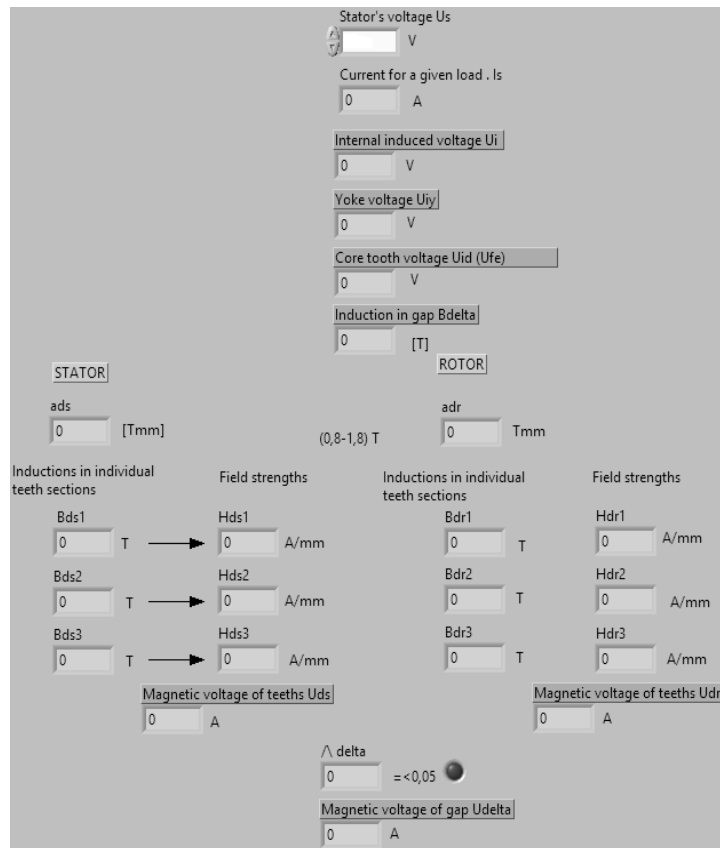 Stator's voltage Us
V
Current for a given load . Is
0 A
Internal induced voltage Ui
0 V
Yoke voltage Uiy
0 V
Core tooth voltage Uid (Ufe)
0 V
Induction in gap Bdelta
0 [T]
STATOR
ROTOR
ads
0 [Tmm]
(0,8-1,8) T
adr
0 Tmm
Inductions in individual
teeth sections
Field strengths
Inductions in individual
teeth sections
Field strengths
Bds1 Hds1 Bdr1 Hdr1
0 T 0 A/mm 0 T 0 A/mm
Bds2 Hds2 Bdr2 Hdr2
0 T 0 A/mm 0 T 0 A/mm
Bds3 Hds3 Bdr3 Hdr3
0 T 0 A/mm 0 T 0 A/mm
Magnetic voltage of teeths Uds
0 A
Magnetic voltage of teeths Udr
0 A
/\ delta
0 =<0,05
Magnetic voltage of gap Udelta
0 A